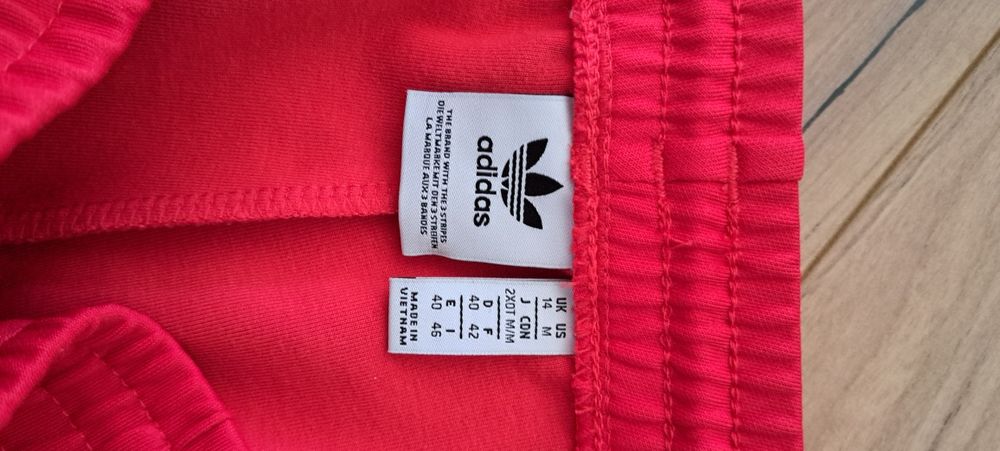 adidas
THE BRAND WITH THE 3 STRIPES
DIE WELTMARKE MIT DEN 3 STREIFEN
LA MARQUE AUX 3 BANDES
UK US
14 M
J CDN
2XOT M/M
D F
40 42
E I
40 46
MADE IN
VIETNAM